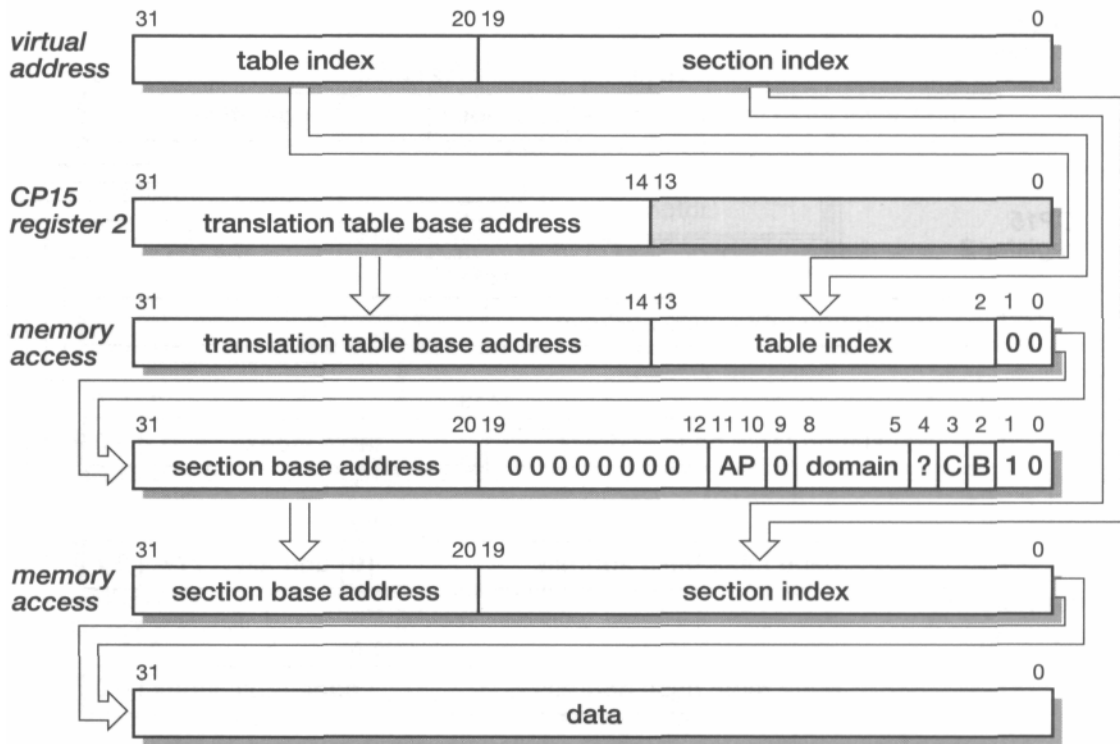 31 20 19 0
virtual address
table index section index
31 14 13 0
CP15 register 2
translation table base address
31 14 13 2 1 0
memory access
translation table base address table index 0 0
31 20 19 12 11 10 9 8 5 4 3 2 1 0
section base address 0 0 0 0 0 0 0 0 AP 0 domain ? C B 1 0
31 20 19 0
memory access
section base address section index
31 0
data